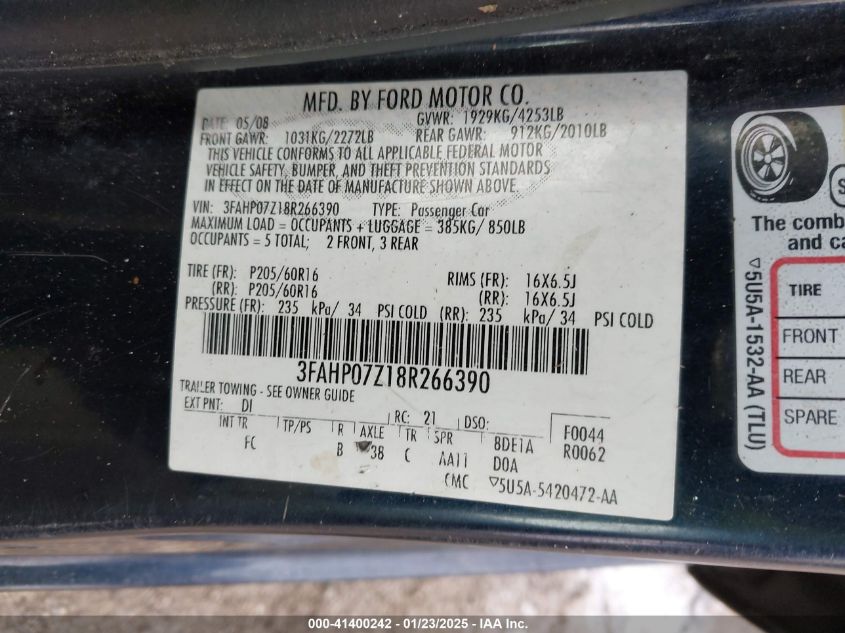 MFD. BY FORD MOTOR CO.
DATE: 05/08 GVWR: 1929KG/4253LB
FRONT GAWR: 1031KG/2272LB REAR GAWR: 912KG/2010LB
THIS VEHICLE CONFORMS TO ALL APPLICABLE FEDERAL MOTOR
VEHICLE SAFETY, BUMPER, AND THEFT PREVENTION STANDARDS
IN EFFECT ON THE DATE OF MANUFACTURE SHOWN ABOVE.
VIN: 3FAHP07Z18R266390 TYPE: Passenger Car
MAXIMUM LOAD = OCCUPANTS + LUGGAGE = 385KG/ 850LB
OCCUPANTS = 5 TOTAL; 2 FRONT, 3 REAR
TIRE (FR): P205/60R16 RIMS (FR): 16X6.5J
(RR): P205/60R16 (RR): 16X6.5J
PRESSURE (FR): 235 kPa/ 34 PSI COLD (RR): 235 kPa/ 34 PSI COLD
3FAHP07Z18R266390
TRAILER TOWING - SEE OWNER GUIDE
EXT PNT: DI RC: 21 DSO: F0044
INT TR TP/PS R AXLE TR SPR 8DE1A R0062
FC B 38 C AA11 DOA
CMC ▽5U5A-5420472-AA
The comb
and ca
TIRE
FRONT
REAR
SPARE
▽5U5A-1532-AA (TLU)
000-41400242 - 01/23/2025 - IAA Inc.